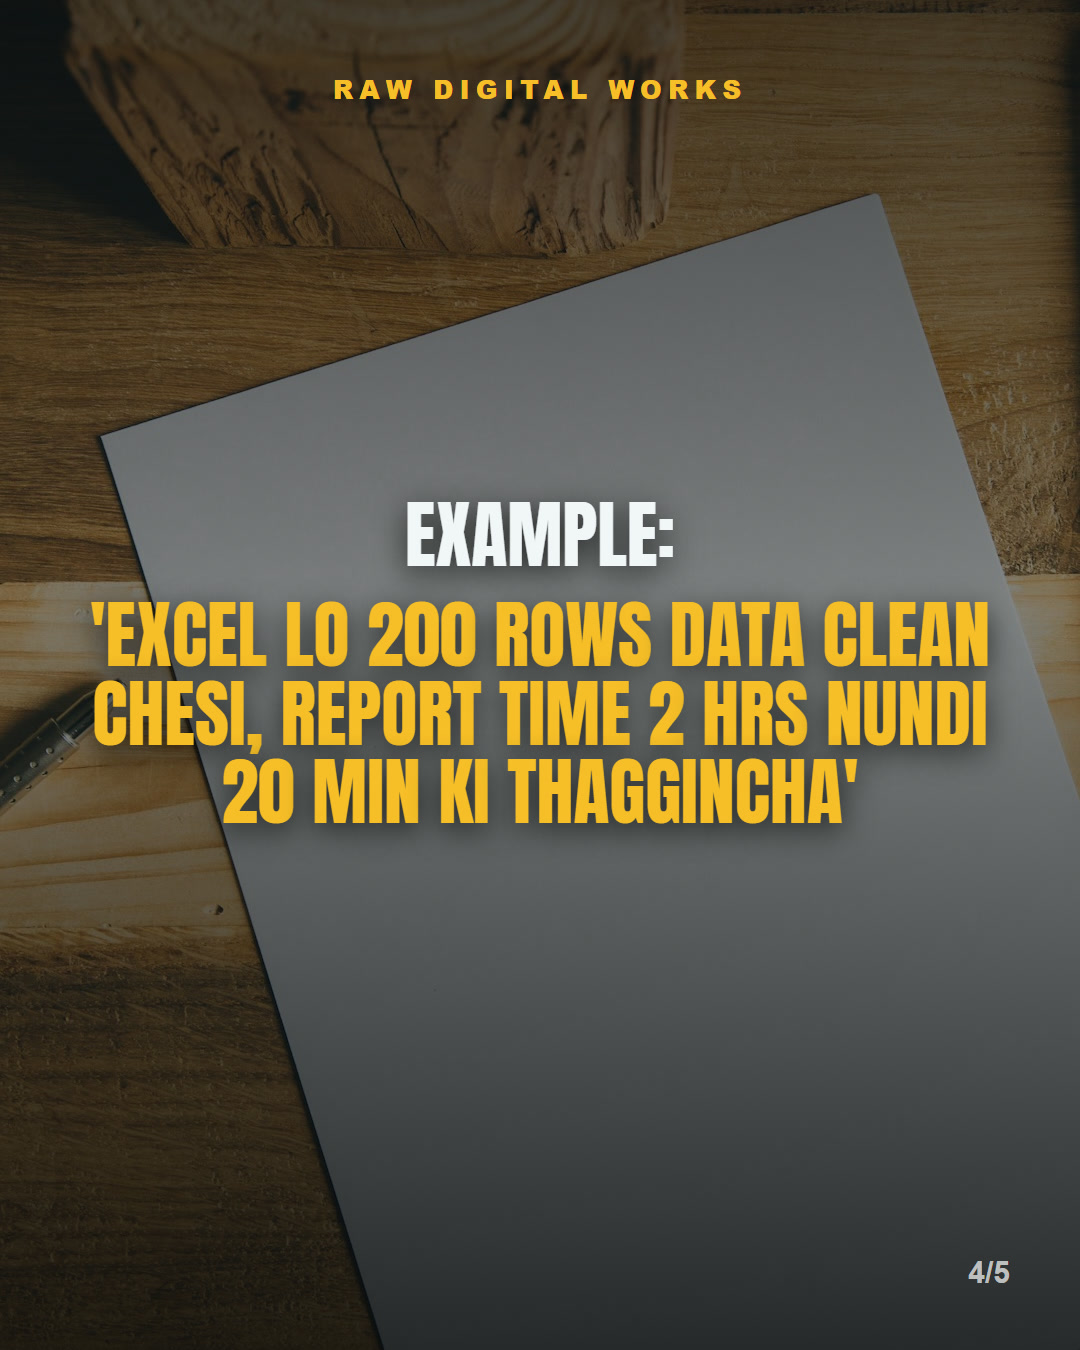 RAW DIGITAL WORKS
EXAMPLE:
'EXCEL LO 200 ROWS DATA CLEAN
CHESI, REPORT TIME 2 HRS NUNDI
20 MIN KI THAGGINCHA'
4/5